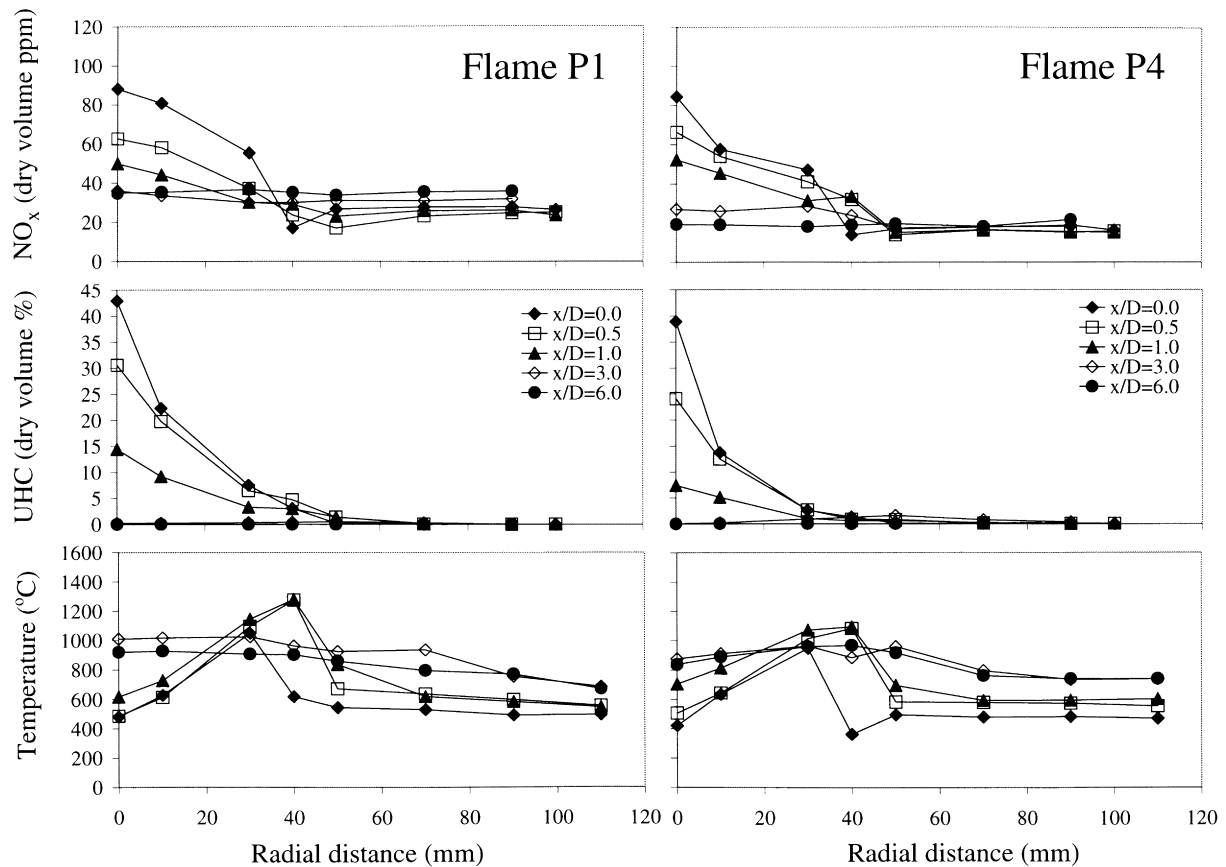 Flame P1
Flame P4
NOx (dry volume ppm)
120
100
80
60
40
20
0
UHC (dry volume %)
45
40
35
30
25
20
15
10
5
0
x/D=0.0
x/D=0.5
x/D=1.0
x/D=3.0
x/D=6.0
x/D=0.0
x/D=0.5
x/D=1.0
x/D=3.0
x/D=6.0
Temperature (°C)
1600
1400
1200
1000
800
600
400
200
0
0 20 40 60 80 100 120
0 20 40 60 80 100 120
Radial distance (mm)
Radial distance (mm)